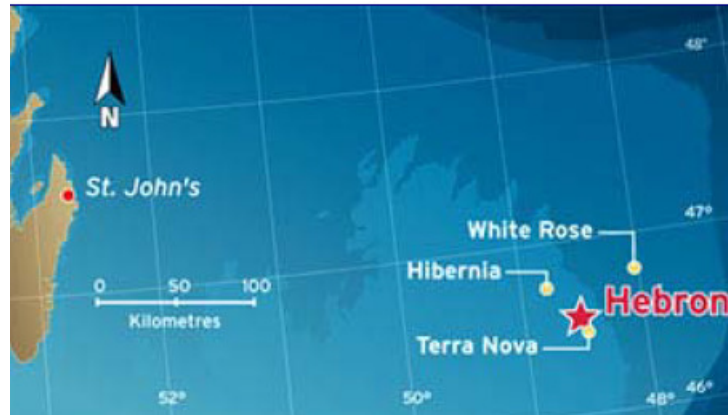 48°
N
St. John's
47°
White Rose
Hibernia
0 50 100
Kilometres
Hebron
Terra Nova
52° 50° 48° 46°